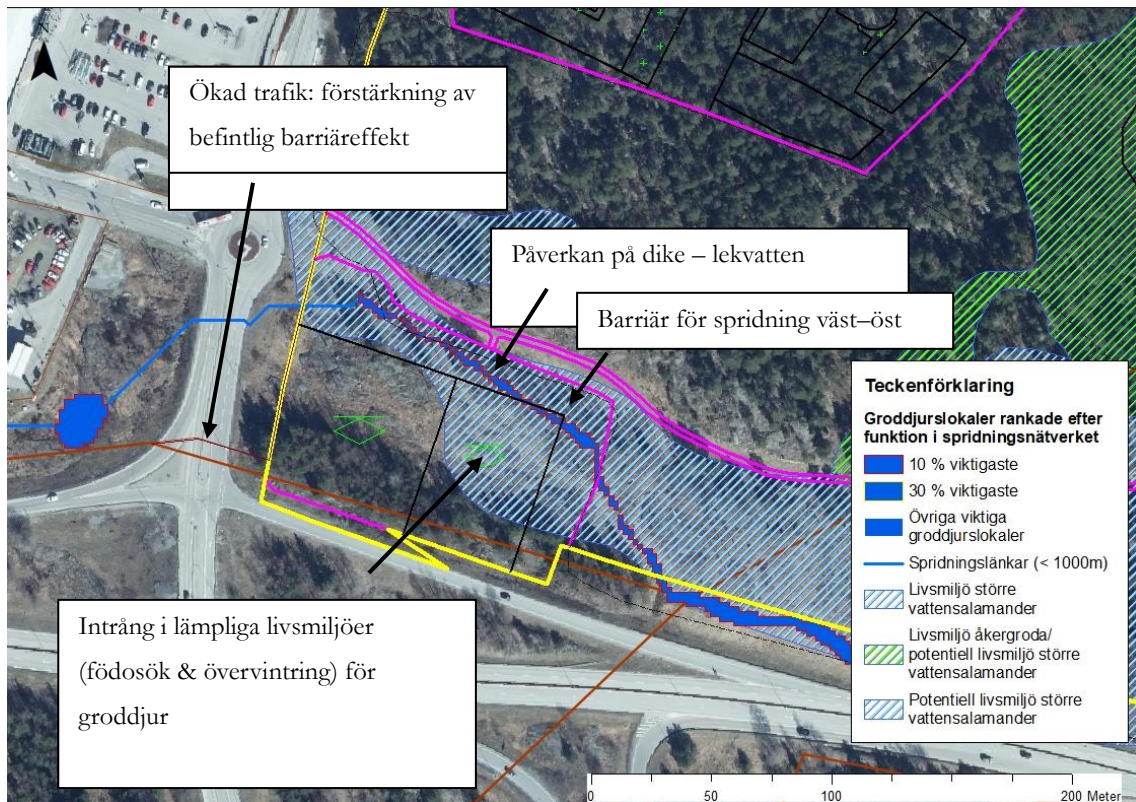 Ökad trafik: förstärkning av
befintlig barriäreffekt
Påverkan på dike – lekvatten
Barriär för spridning väst–öst
Intrång i lämpliga livsmiljöer
(födosök & övervintring) för
groddjur
Teckenförklaring
Groddjurslokaler rankade efter
funktion i spridningsnätverket
10 % viktigaste
30 % viktigaste
Övriga viktiga
groddjurslokaler
Spridningslänkar (< 1000m)
Livsmiljö större
vattensalamander
Livsmiljö åkergroda/
potentiell livsmiljö större
vattensalamander
Potentiell livsmiljö större
vattensalamander
0 50 100 200 Meter